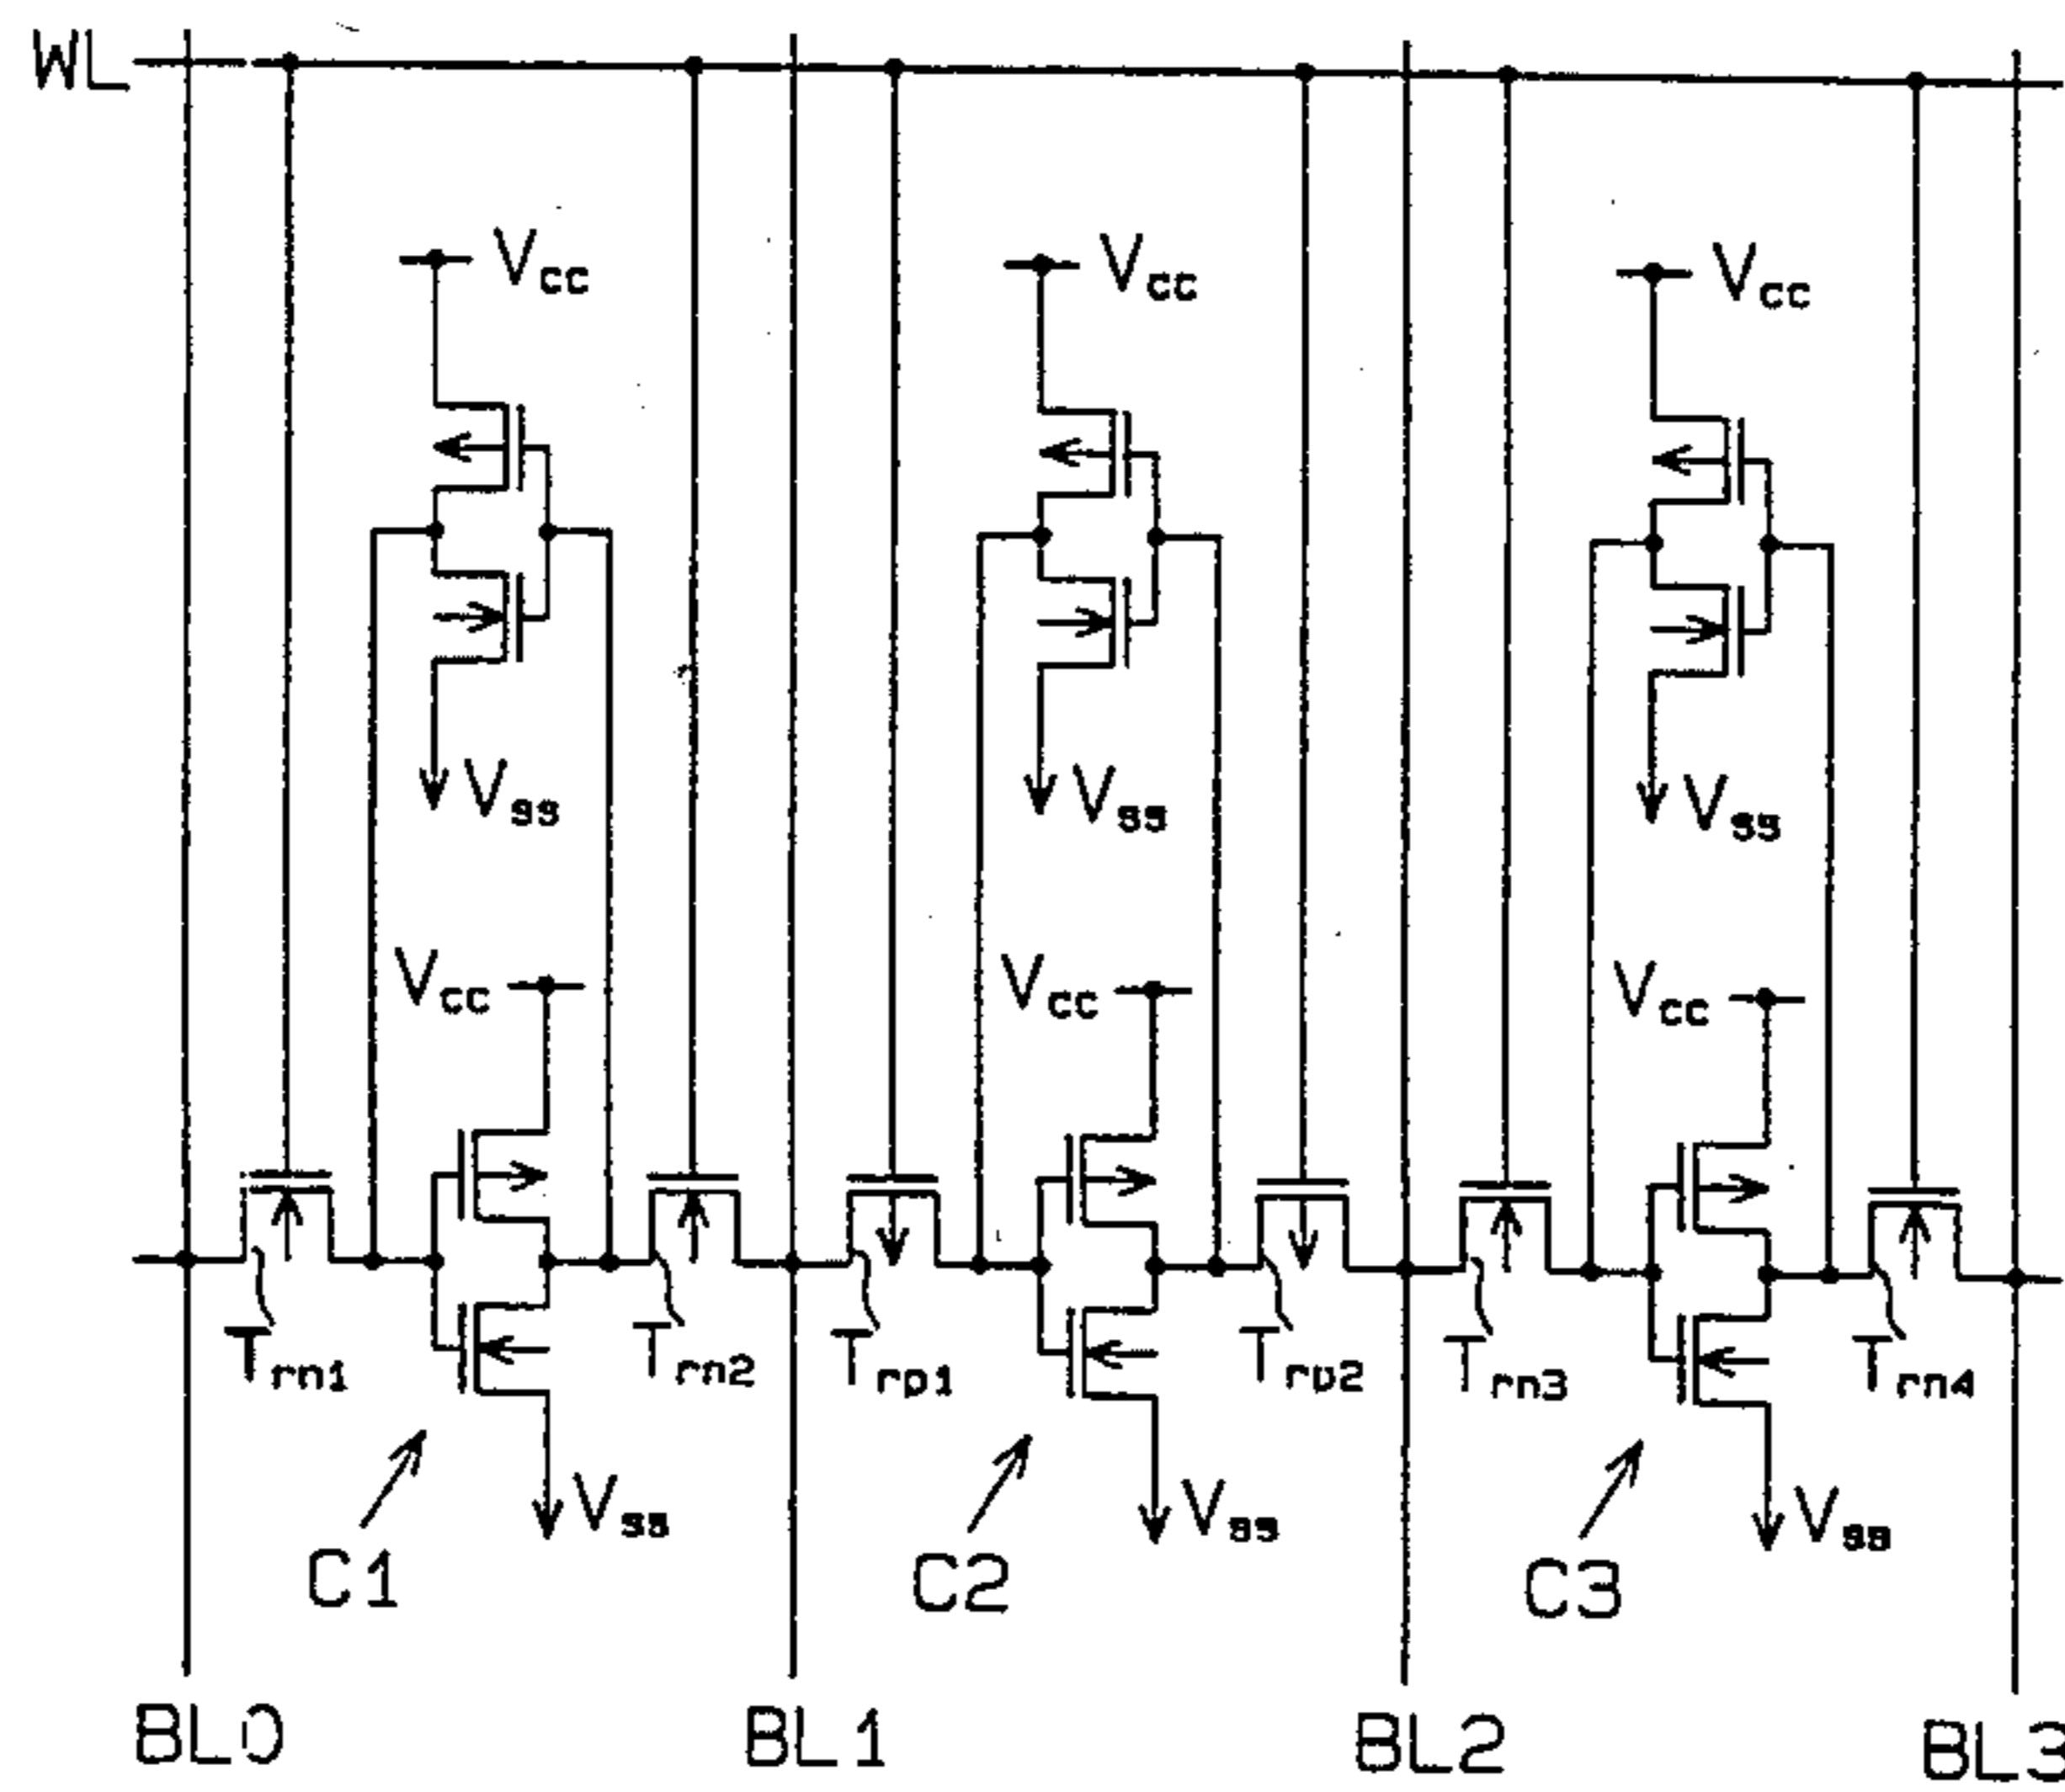 WL
Vcc Vcc Vcc
Vss Vss Vss
Vcc Vcc Vcc
Trn1 Trn2 Trp1 Trp2 Trn3 Trn4
Vss Vss Vss
C1 C2 C3
BL0 BL1 BL2 BL3